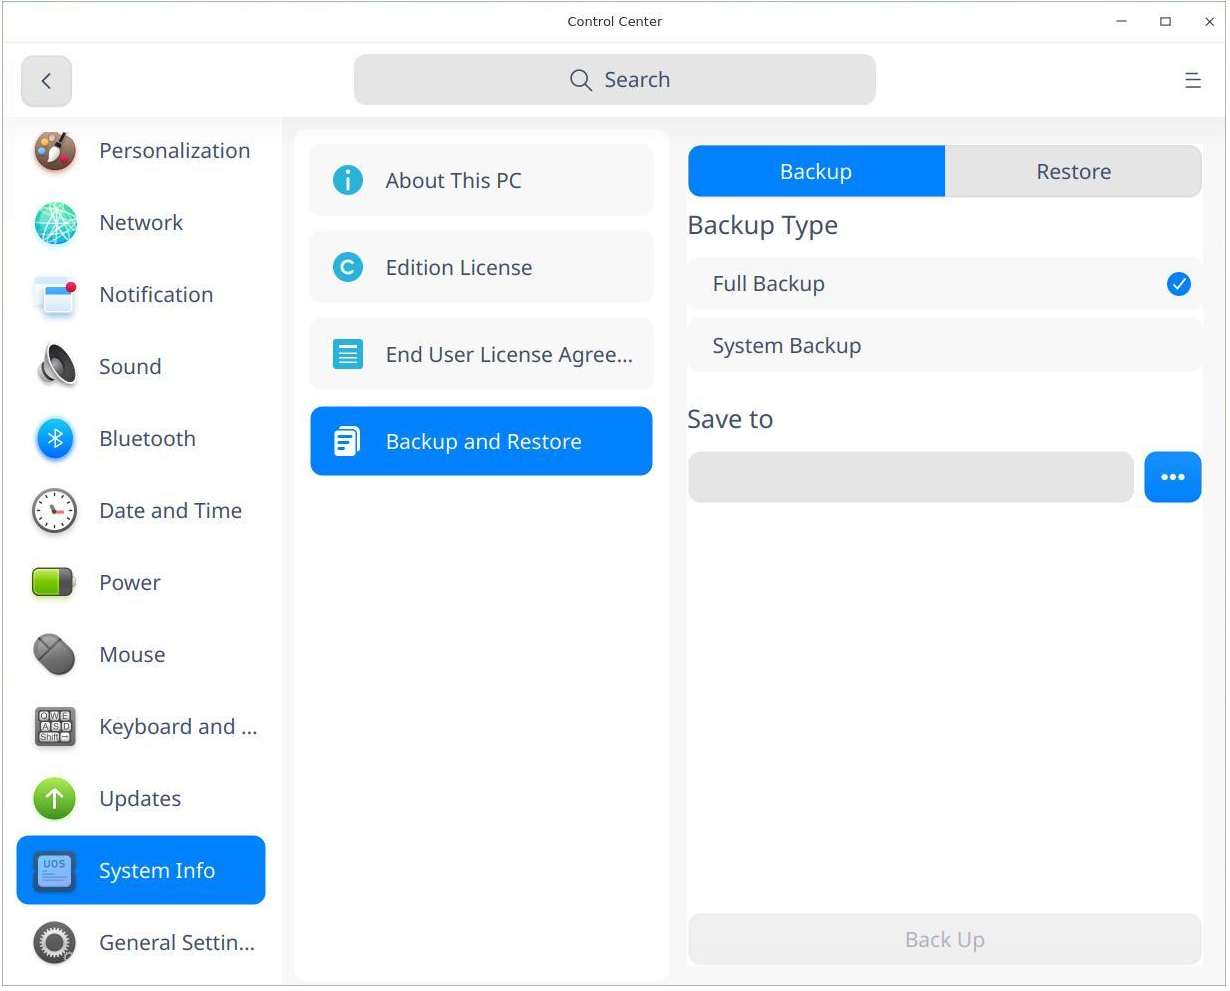 Control Center
Search
Personalization
Network
Notification
Sound
Bluetooth
Date and Time
Power
Mouse
Keyboard and ...
Updates
UOS
System Info
General Settin...
About This PC
Edition License
End User License Agree...
Backup and Restore
Backup
Restore
Backup Type
Full Backup
System Backup
Save to
Back Up